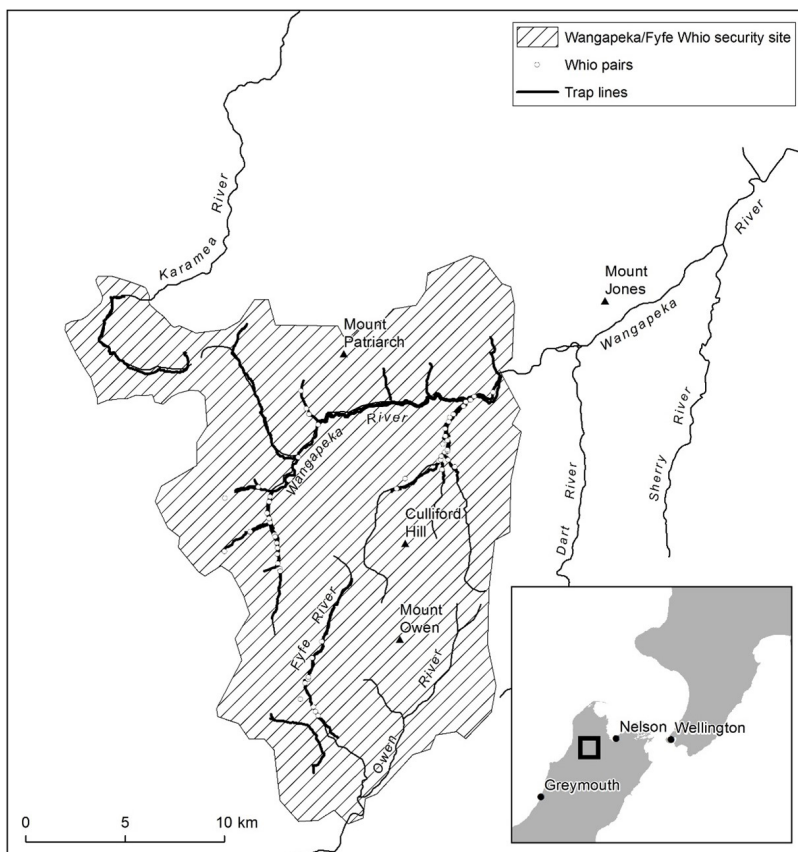 Wangapeka/Fyfe Whio security site
Whio pairs
Trap lines
Karamea River
River
Mount
Jones
Wangapeka
Mount
Patriarch
River
Wangapeka
Sherry River
Dart River
Culliford
Hill
Mount
Owen
Fyfe River
Owen River
Nelson
Wellington
Greymouth
0 5 10 km